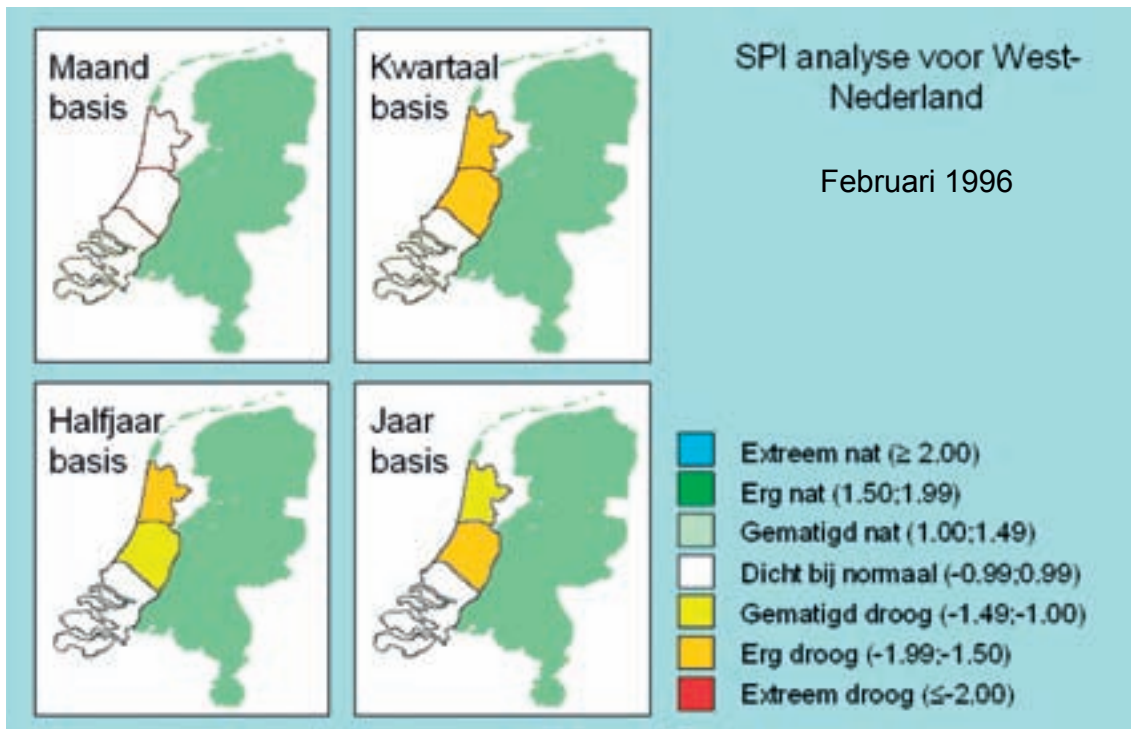 Maand
basis
Kwartaal
basis
SPI analyse voor West-
Nederland
Februari 1996
Halfjaar
basis
Jaar
basis
Extreem nat (≥ 2.00)
Erg nat (1.50;1.99)
Gematigd nat (1.00;1.49)
Dicht bij normaal (-0.99;0.99)
Gematigd droog (-1.49;-1.00)
Erg droog (-1.99;-1.50)
Extreem droog (≤-2.00)